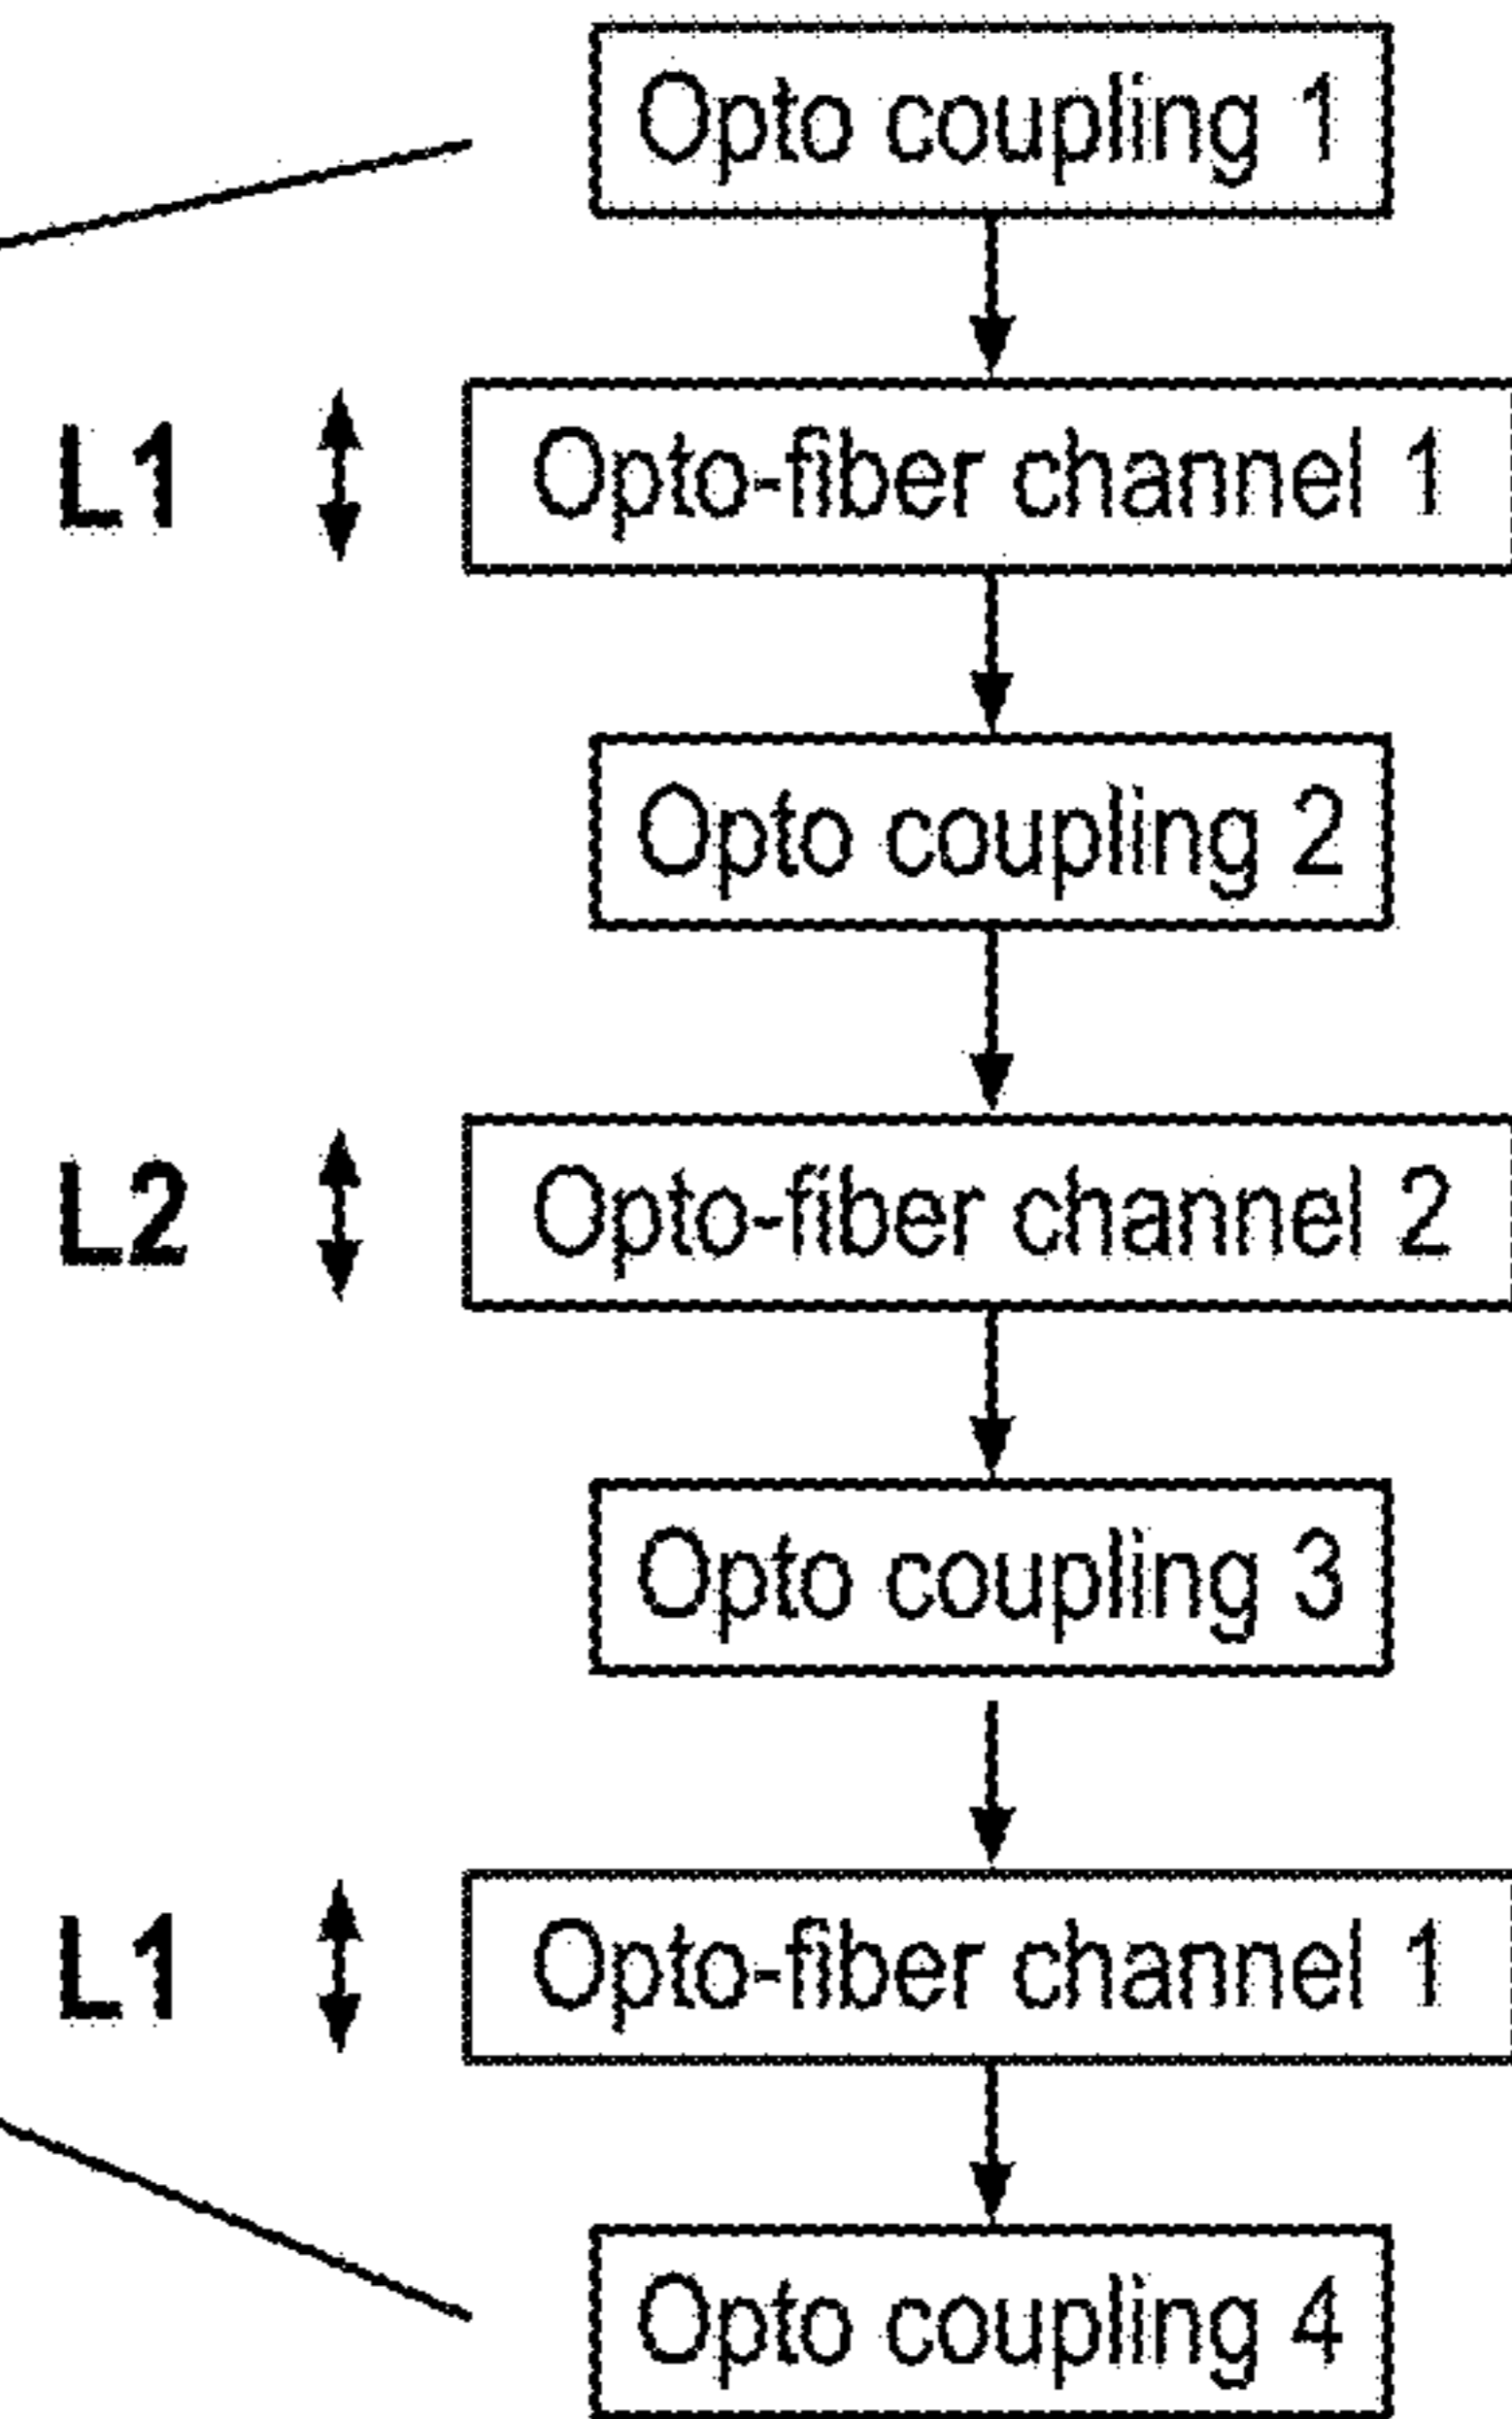 Opto coupling 1
L1
Opto-fiber channel 1
Opto coupling 2
L2
Opto-fiber channel 2
Opto coupling 3
L1
Opto-fiber channel 1
Opto coupling 4